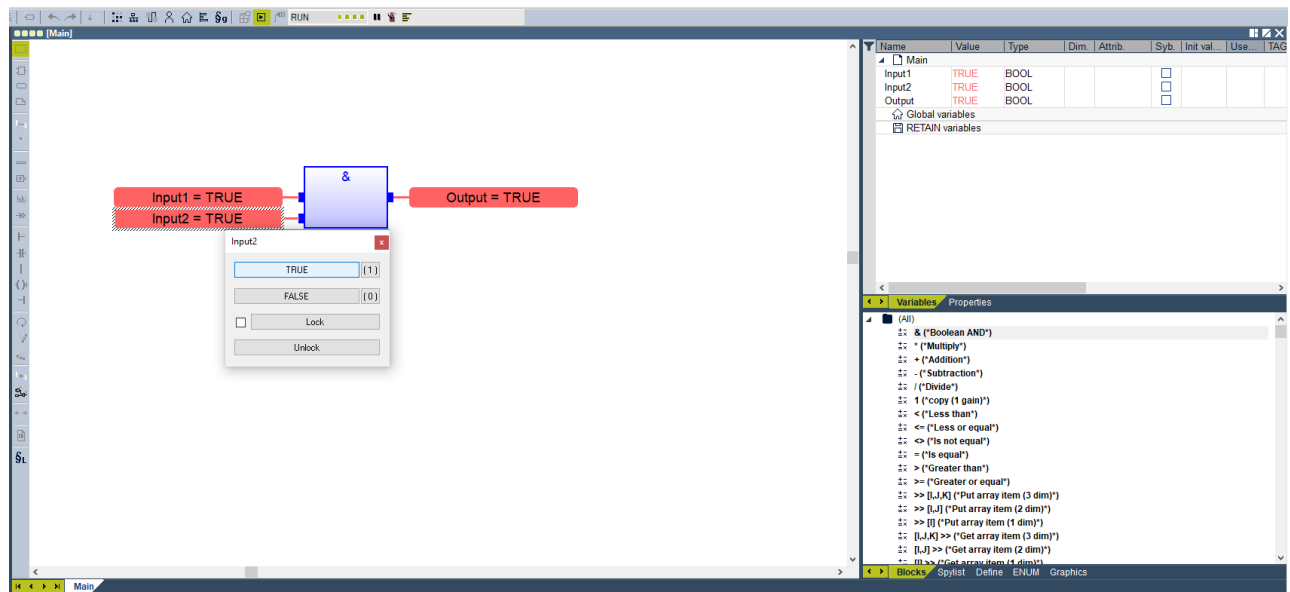 §g RUN
[Main]
Name Value Type Dim. Attrib. Syb. Init val... Use... TAG
Main
Input1 TRUE BOOL
Input2 TRUE BOOL
Output TRUE BOOL
Global variables
RETAIN variables
&
Input1 = TRUE
Output = TRUE
Input2 = TRUE
Input2 x
TRUE (1)
FALSE (0)
Lock
Unlock
Variables Properties
(All)
& (*Boolean AND*)
* (*Multiply*)
+ (*Addition*)
- (*Subtraction*)
/ (*Divide*)
1 (*copy (1 gain)*)
< (*Less than*)
<= (*Less or equal*)
<> (*Is not equal*)
= (*Is equal*)
> (*Greater than*)
>= (*Greater or equal*)
>> [I,J,K] (*Put array item (3 dim)*)
>> [I,J] (*Put array item (2 dim)*)
>> [I] (*Put array item (1 dim)*)
[I,J,K] >> (*Get array item (3 dim)*)
[I,J] >> (*Get array item (2 dim)*)
[I] >> (*Get array item (1 dim)*)
§L
Blocks Spylist Define ENUM Graphics
Main